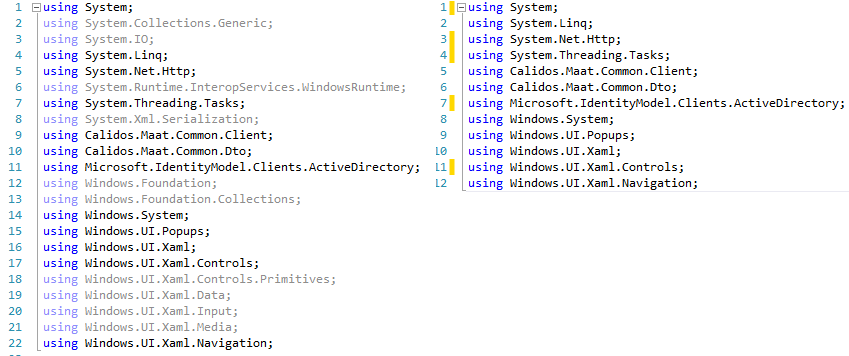 1 using System;
2 using System.Collections.Generic;
3 using System.IO;
4 using System.Linq;
5 using System.Net.Http;
6 using System.Runtime.InteropServices.WindowsRuntime;
7 using System.Threading.Tasks;
8 using System.Xml.Serialization;
9 using Calidos.Maat.Common.Client;
10 using Calidos.Maat.Common.Dto;
11 using Microsoft.IdentityModel.Clients.ActiveDirectory;
12 using Windows.Foundation;
13 using Windows.Foundation.Collections;
14 using Windows.System;
15 using Windows.UI.Popups;
16 using Windows.UI.Xaml;
17 using Windows.UI.Xaml.Controls;
18 using Windows.UI.Xaml.Controls.Primitives;
19 using Windows.UI.Xaml.Data;
20 using Windows.UI.Xaml.Input;
21 using Windows.UI.Xaml.Media;
22 using Windows.UI.Xaml.Navigation;
1 using System;
2 using System.Linq;
3 using System.Net.Http;
4 using System.Threading.Tasks;
5 using Calidos.Maat.Common.Client;
6 using Calidos.Maat.Common.Dto;
7 using Microsoft.IdentityModel.Clients.ActiveDirectory;
8 using Windows.System;
9 using Windows.UI.Popups;
10 using Windows.UI.Xaml;
11 using Windows.UI.Xaml.Controls;
12 using Windows.UI.Xaml.Navigation;